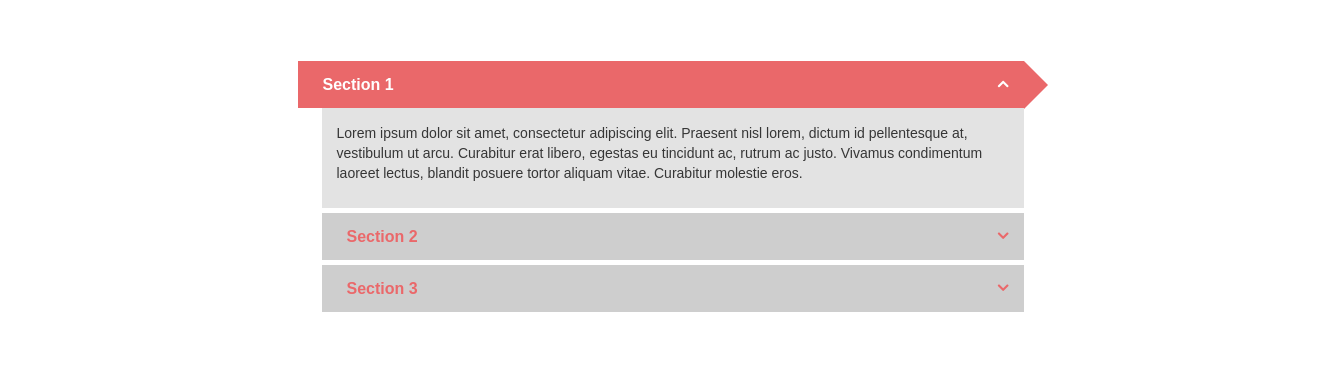 Section 1
Lorem ipsum dolor sit amet, consectetur adipiscing elit. Praesent nisl lorem, dictum id pellentesque at,
vestibulum ut arcu. Curabitur erat libero, egestas eu tincidunt ac, rutrum ac justo. Vivamus condimentum
laoreet lectus, blandit posuere tortor aliquam vitae. Curabitur molestie eros.
Section 2
Section 3